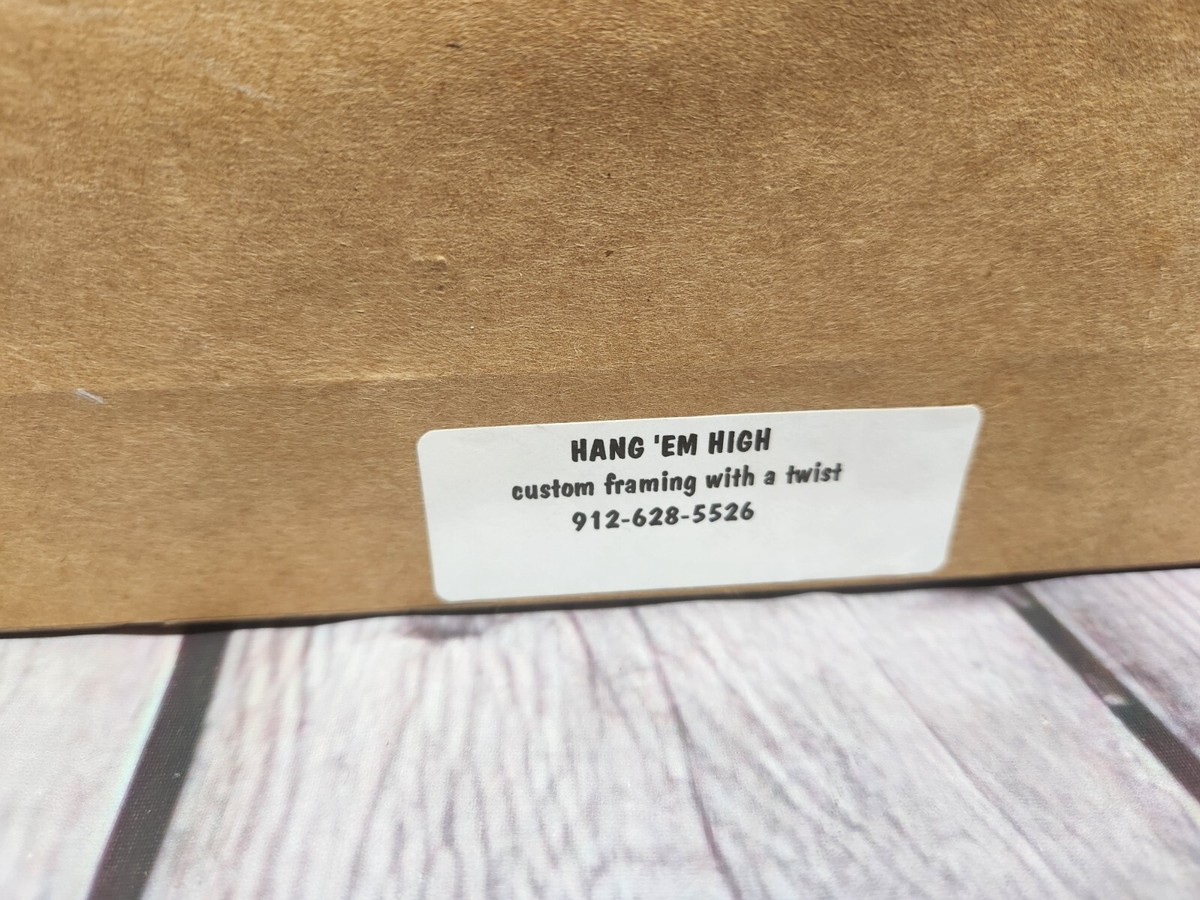 HANG 'EM HIGH
custom framing with a twist
912-628-5526